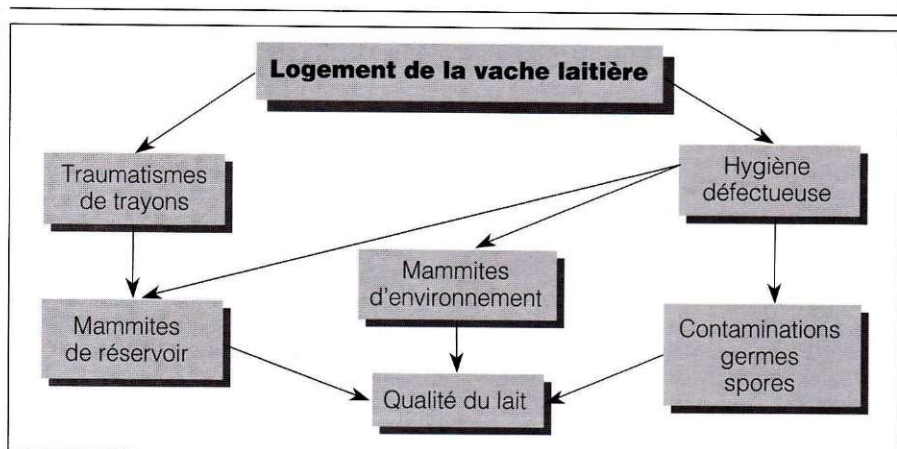 Logement de la vache laitière
Traumatismes
de trayons
Hygiène
défectueuse
Mammites
d'environnement
Mammites
de réservoir
Contaminations
germes
spores
Qualité du lait